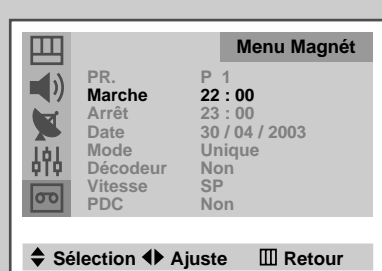 Menu Magnét
PR. P 1
Marche 22 : 00
Arrêt 23 : 00
Date 30 / 04 / 2003
Mode Unique
Décodeur Non
Vitesse SP
PDC Non
Sélection Ajuste Retour